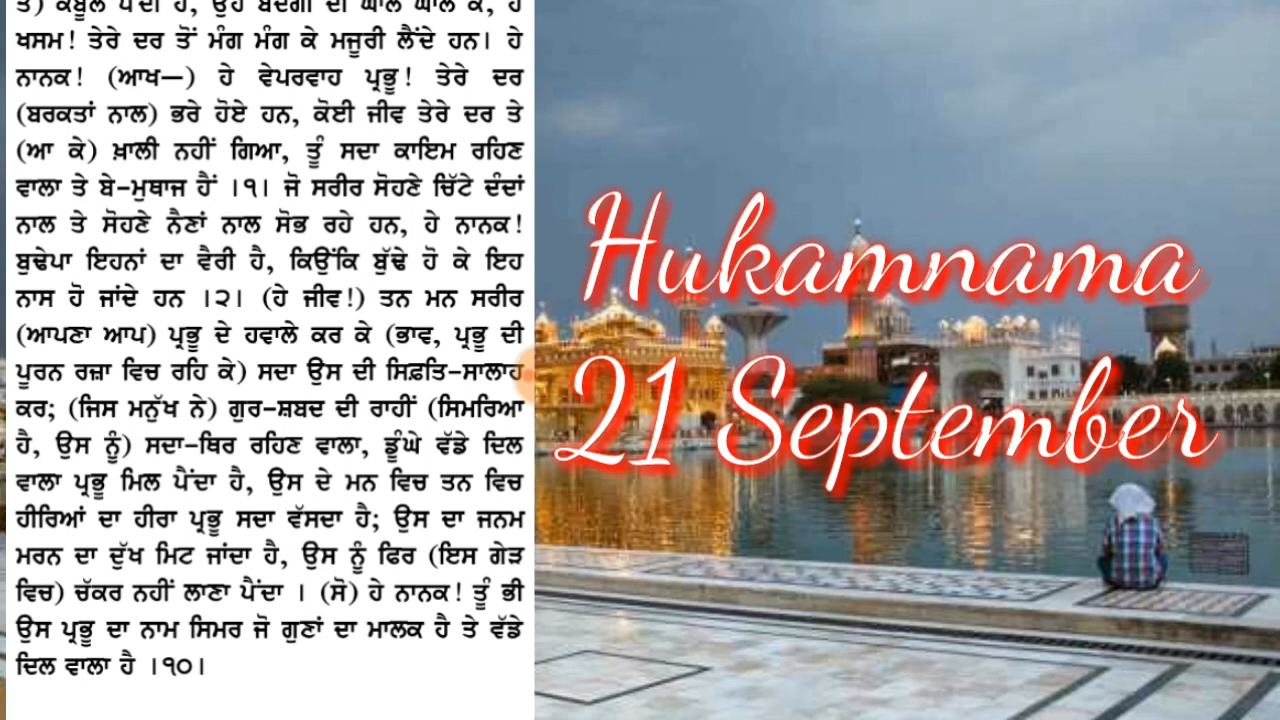 ਤੇ) ਕਬੂਲ ਪੈਂਦੀ ਹੈ, ਉਹ ਬੰਦਗੀ ਦੀ ਘਾਲ ਘਾਲ ਕੇ, ਹੇ
ਖਸਮ! ਤੇਰੇ ਦਰ ਤੋਂ ਮੰਗ ਮੰਗ ਕੇ ਮਜੂਰੀ ਲੈਂਦੇ ਹਨ। ਹੇ
ਨਾਨਕ! (ਆਖ—) ਹੇ ਵੇਪਰਵਾਹ ਪ੍ਰਭੂ! ਤੇਰੇ ਦਰ
(ਬਰਕਤਾਂ ਨਾਲ) ਭਰੇ ਹੋਏ ਹਨ, ਕੋਈ ਜੀਵ ਤੇਰੇ ਦਰ ਤੇ
(ਆ ਕੇ) ਖ਼ਾਲੀ ਨਹੀਂ ਗਿਆ, ਤੂੰ ਸਦਾ ਕਾਇਮ ਰਹਿਣ
ਵਾਲਾ ਤੇ ਬੇ-ਮੁਥਾਜ ਹੈਂ ।੧। ਜੋ ਸਰੀਰ ਸੋਹਣੇ ਚਿੱਟੇ ਦੰਦਾਂ
ਨਾਲ ਤੇ ਸੋਹਣੇ ਨੈਣਾਂ ਨਾਲ ਸੋਭ ਰਹੇ ਹਨ, ਹੇ ਨਾਨਕ!
ਬੁਢੇਪਾ ਇਹਨਾਂ ਦਾ ਵੈਰੀ ਹੈ, ਕਿਉਂਕਿ ਬੁੱਢੇ ਹੋ ਕੇ ਇਹ
ਨਾਸ ਹੋ ਜਾਂਦੇ ਹਨ ।੨। (ਹੇ ਜੀਵ!) ਤਨ ਮਨ ਸਰੀਰ
(ਆਪਣਾ ਆਪ) ਪ੍ਰਭੂ ਦੇ ਹਵਾਲੇ ਕਰ ਕੇ (ਭਾਵ, ਪ੍ਰਭੂ ਦੀ
ਪੂਰਨ ਰਜ਼ਾ ਵਿਚ ਰਹਿ ਕੇ) ਸਦਾ ਉਸ ਦੀ ਸਿਫ਼ਤਿ-ਸਾਲਾਹ
ਕਰ; (ਜਿਸ ਮਨੁੱਖ ਨੇ) ਗੁਰ-ਸ਼ਬਦ ਦੀ ਰਾਹੀਂ (ਸਿਮਰਿਆ
ਹੈ, ਉਸ ਨੂੰ) ਸਦਾ-ਥਿਰ ਰਹਿਣ ਵਾਲਾ, ਡੂੰਘੇ ਵੱਡੇ ਦਿਲ
ਵਾਲਾ ਪ੍ਰਭੂ ਮਿਲ ਪੈਂਦਾ ਹੈ, ਉਸ ਦੇ ਮਨ ਵਿਚ ਤਨ ਵਿਚ
ਹੀਰਿਆਂ ਦਾ ਹੀਰਾ ਪ੍ਰਭੂ ਸਦਾ ਵੱਸਦਾ ਹੈ; ਉਸ ਦਾ ਜਨਮ
ਮਰਨ ਦਾ ਦੁੱਖ ਮਿਟ ਜਾਂਦਾ ਹੈ, ਉਸ ਨੂੰ ਫਿਰ (ਇਸ ਗੇੜ
ਵਿਚ) ਚੱਕਰ ਨਹੀਂ ਲਾਣਾ ਪੈਂਦਾ । (ਸੋ) ਹੇ ਨਾਨਕ! ਤੂੰ ਭੀ
ਉਸ ਪ੍ਰਭੂ ਦਾ ਨਾਮ ਸਿਮਰ ਜੋ ਗੁਣਾਂ ਦਾ ਮਾਲਕ ਹੈ ਤੇ ਵੱਡੇ
ਦਿਲ ਵਾਲਾ ਹੈ ।੧੦।
Hukamnama
21 September